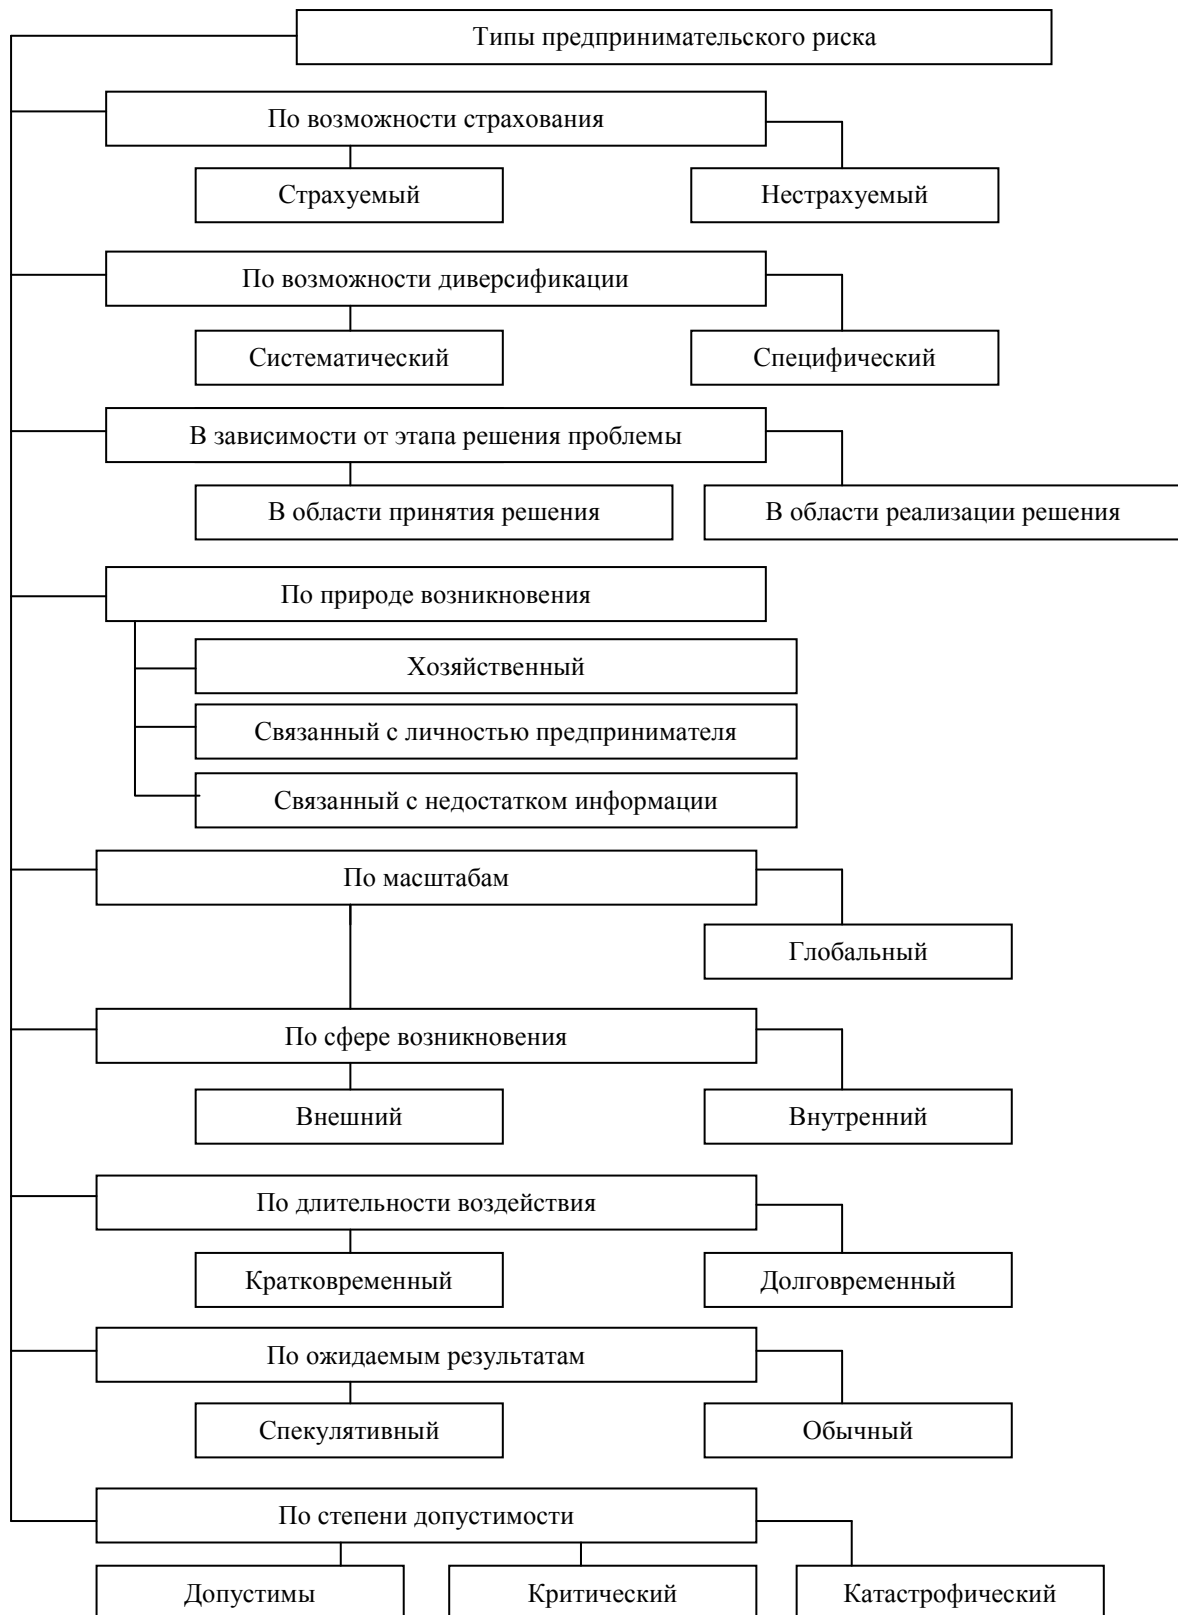 Типы предпринимательского риска
По возможности страхования
Страхуемый
Нестрахуемый
По возможности диверсификации
Систематический
Специфический
В зависимости от этапа решения проблемы
В области принятия решения
В области реализации решения
По природе возникновения
Хозяйственный
Связанный с личностью предпринимателя
Связанный с недостатком информации
По масштабам
Глобальный
По сфере возникновения
Внешний
Внутренний
По длительности воздействия
Кратковременный
Долговременный
По ожидаемым результатам
Спекулятивный
Обычный
По степени допустимости
Допустимы
Критический
Катастрофический